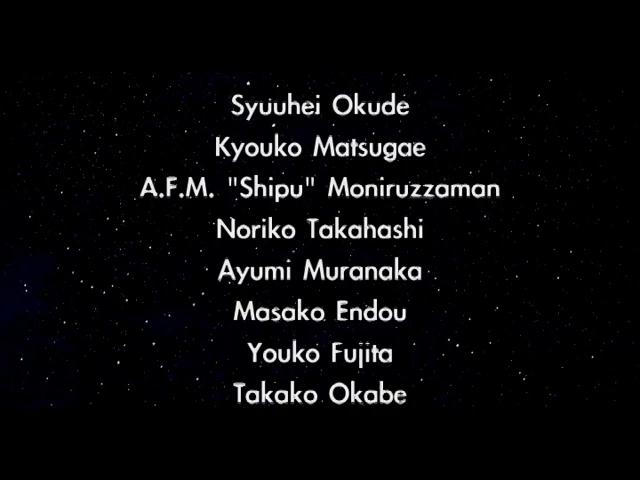 Syuuhei Okude
Kyouko Matsugae
A.F.M. "Shipu" Moniruzzaman
Noriko Takahashi
Ayumi Muranaka
Masako Endou
Youko Fujita
Takako Okabe